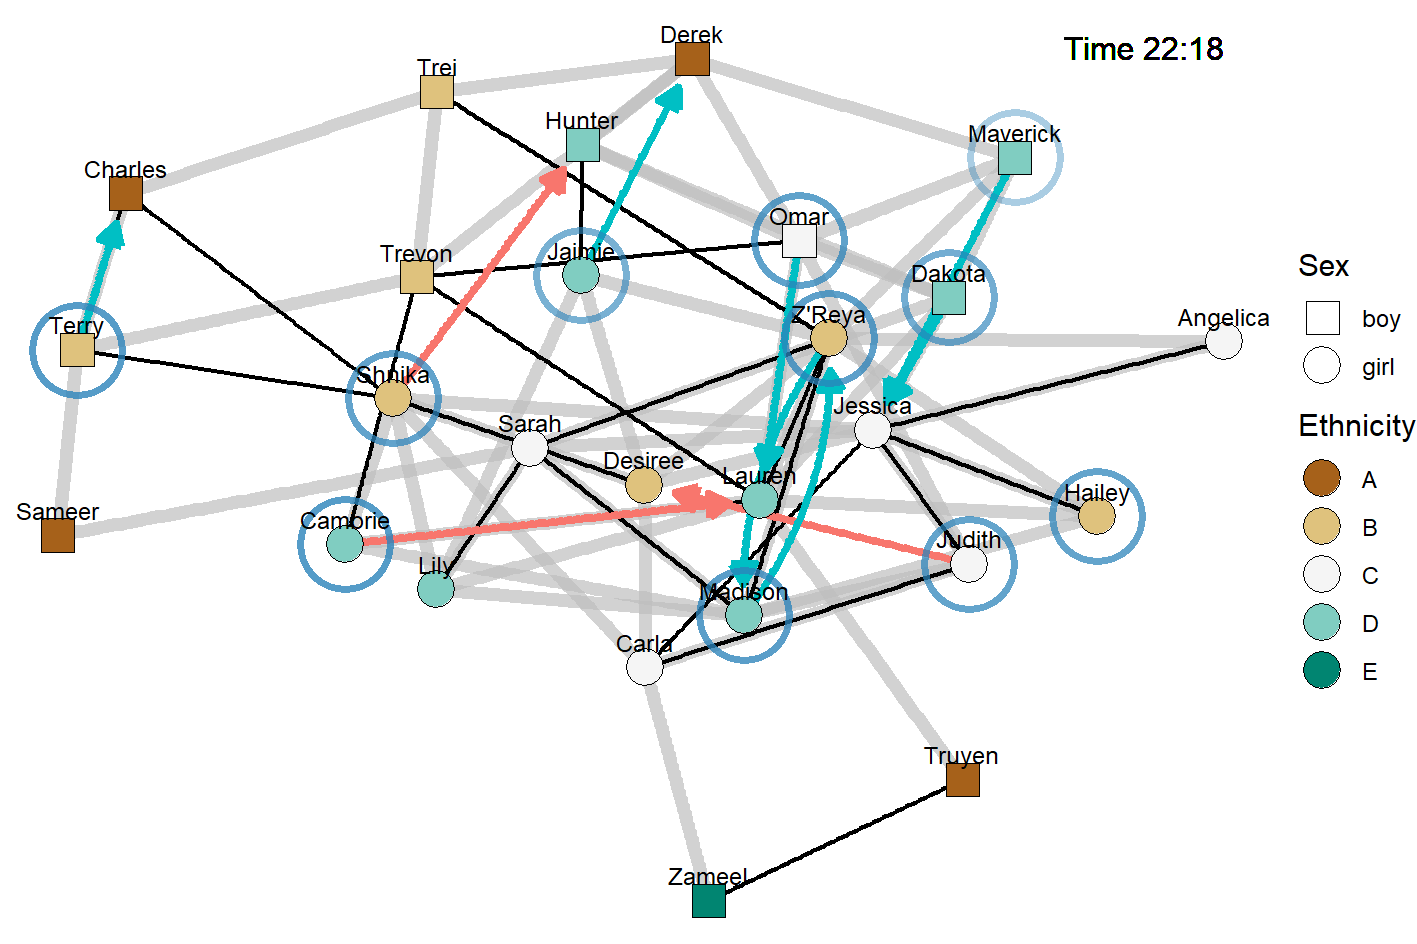 Derek
Time 22:18
Trei
Hunter
Maverick
Charles
Omar
Trevon
Jaimie
Dakota
Terry
Z'Reya
Angelica
Shnika
Jessica
Sarah
Desiree
Lauren
Hailey
Sameer
Camorie
Judith
Lily
Madison
Carla
Truyen
Zameel
Sex
boy
girl
Ethnicity
A
B
C
D
E